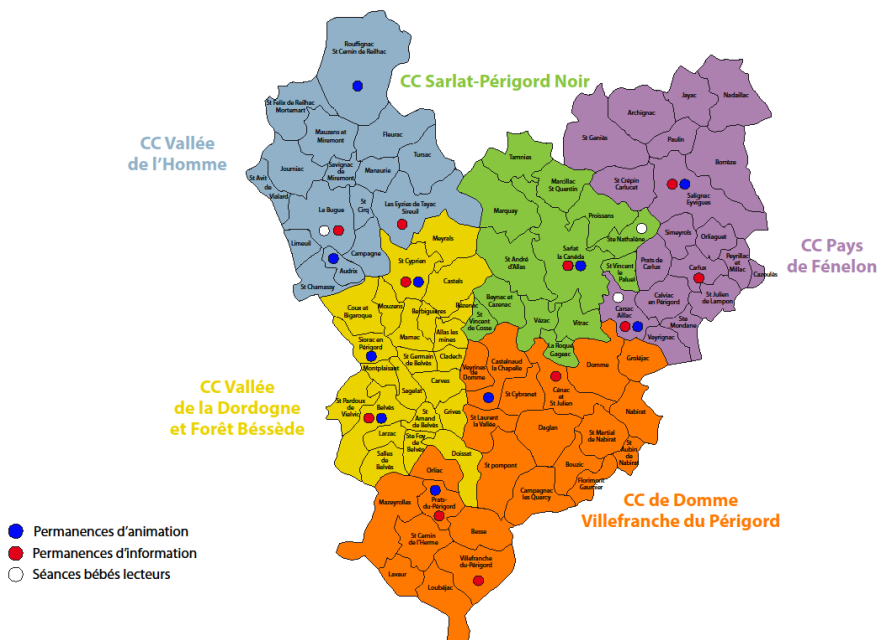 Rouffignac
St Cernin de Reilhac
CC Sarlat-Périgord Noir
Jayac
Nadaillac
Archignac
St Felix de Reilhac
Mortemart
Mauzens et
Miremont
Fleurac
St Geniès
Paulin
CC Vallée
de l'Homme
Tursac
Tamniès
Borrèze
Journiac
Savignac
de Miremont
Manaurie
St Avit
de
Vialard
Marcillac
St Quentin
St Crépin
Carlucet
Salignac
Eyvigues
Le Bugue
St
Cirq
Les Eyzies de Tayac
Sireuil
Marquay
Proissans
Limeuil
Campagne
Audrix
St Chamassy
Meyrals
Ste Nathalène
Simeyrols
Orliaguet
CC Pays
de Fénelon
St Cyprien
Castels
St André
d'Allas
Sarlat
la Canéda
St Vincent
le Paluel
Prats de
Carlux
Carlux
Peyrillac
et
Millac
Cazoulès
Coux et
Bigaroque
Mouzens
Berbiguières
Bézenac
Beynac et
Cazenac
St
Vincent
de Cosse
Vézac
Vitrac
Carsac
Aillac
Calviac
en Périgord
St Julien
de Lampon
Ste
Mondane
Veyrignac
Siorac en
Périgord
Marnac
Allas les
mines
St Germain
de Belvès
Cladech
Montplaisant
La Roque
Gageac
Veyrines
de
Domme
Castelnaud
la Chapelle
Domme
Groléjac
CC Vallée
de la Dordogne
et Forêt Béssède
Sagelat
Carves
St Cybranet
Cénac
et
St Julien
St Pardoux
de
Vielvic
Belvès
St
Amand
de Belvès
Grives
St Laurent
la Vallée
Nabirat
Larzac
Ste Foy
de
Belvès
Daglan
St Martial
de Nabirat
Salles
de
Belvès
Doissat
St
Aubin
de
Nabirat
Orliac
St pompont
Bouzic
Florimont
Gaumier
Campagnac
les Quercy
Mazeyrolles
Prats-
du-Périgord
CC de Domme
Villefranche du Périgord
St Cernin
de l'Herme
Besse
Villefranche
du-Périgord
Lavaur
Loubéjac
Permanences d'animation
Permanences d'information
Séances bébés lecteurs